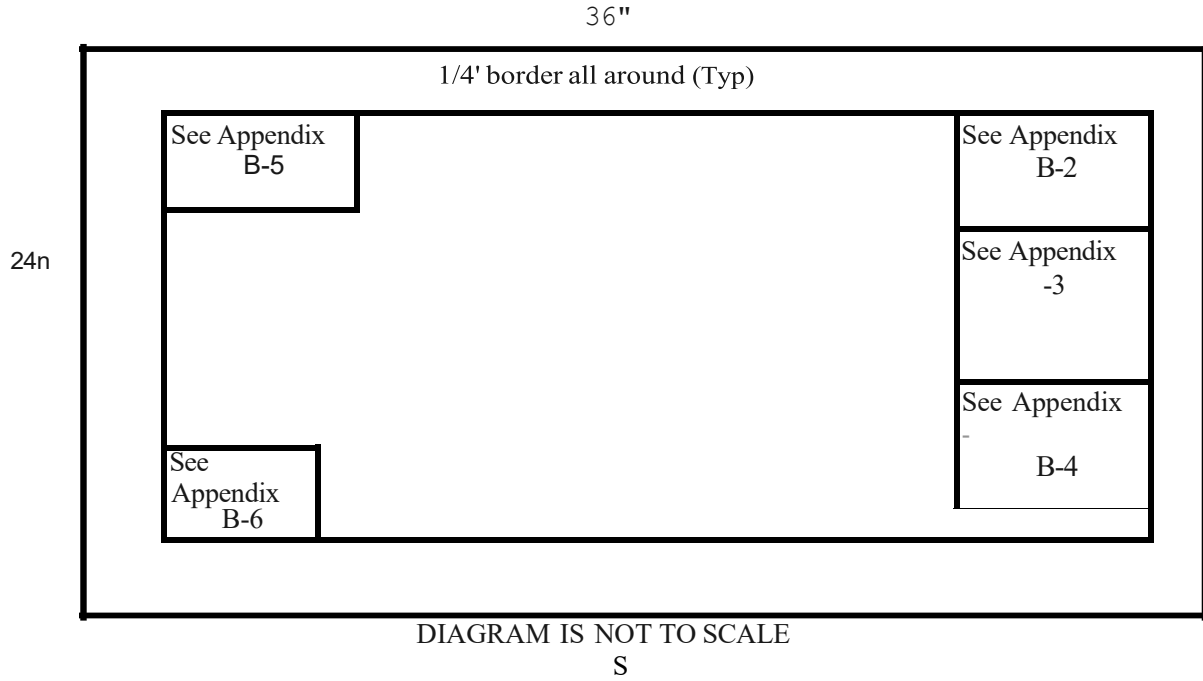 36"
1/4' border all around (Typ)
See Appendix
B-5
See Appendix
B-2
24n
See Appendix
-3
See Appendix
-
B-4
See
Appendix
B-6
DIAGRAM IS NOT TO SCALE
S